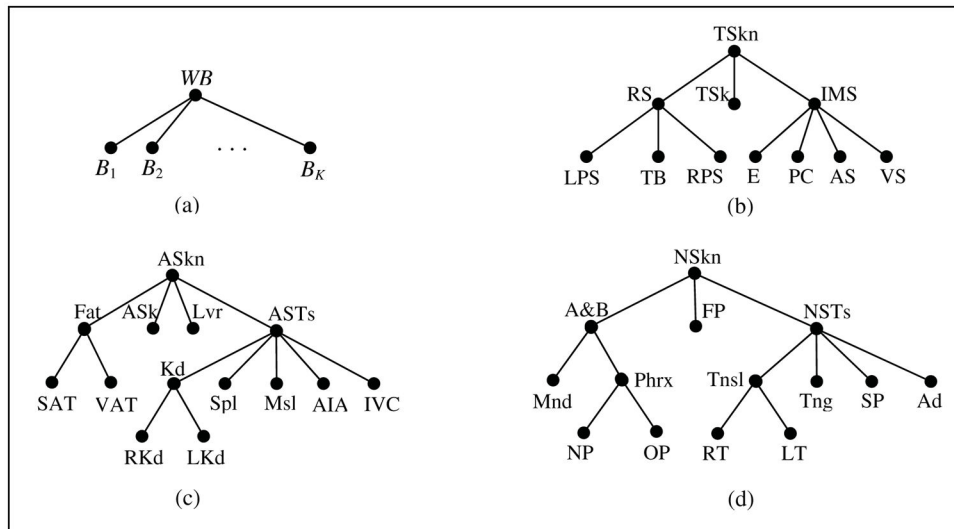 WB
B₁ B₂ . . . B_K
(a)
TSkn
RS TSk IMS
LPS TB RPS E PC AS VS
(b)
ASkn
Fat ASk Lvr ASTs
Kd
SAT VAT Spl Msl AIA IVC
RKd LKd
(c)
NSkn
A&B FP NSTs
Phrx Tnsl
Mnd Tng SP Ad
NP OP RT LT
(d)